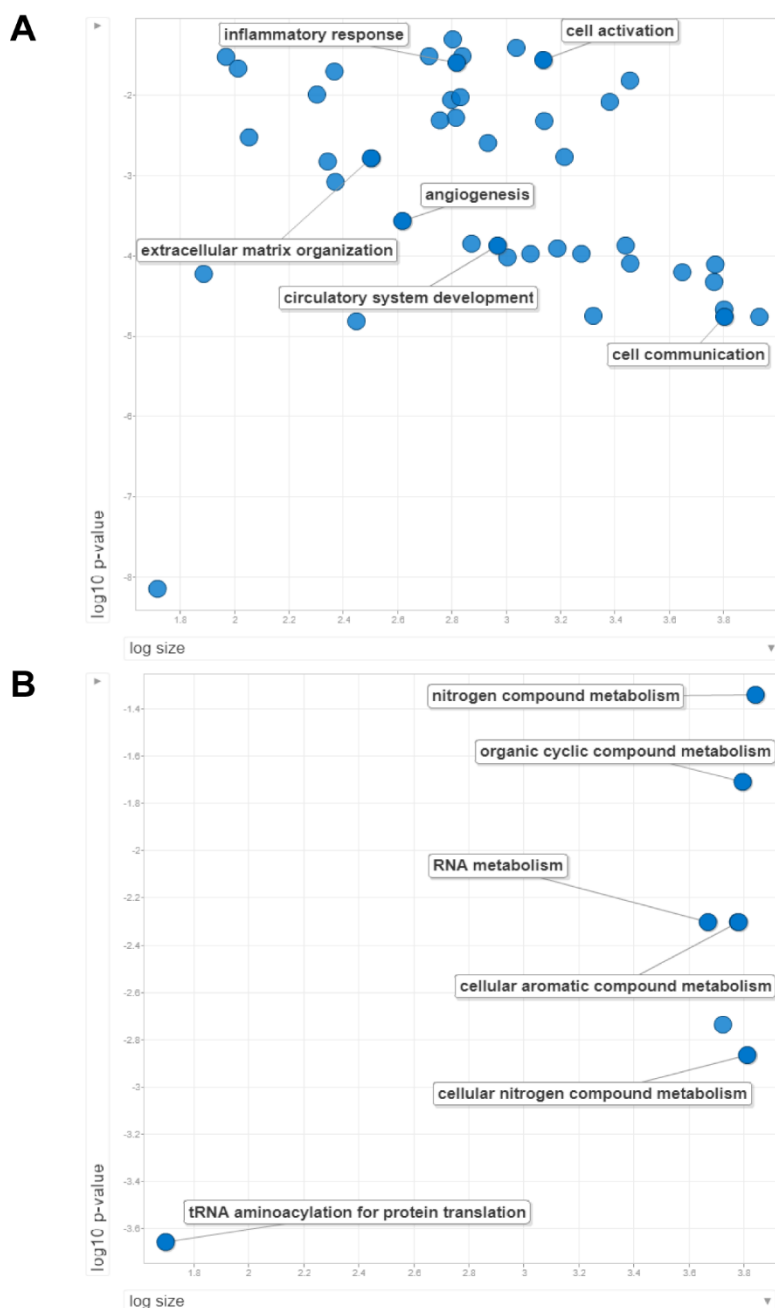 A
inflammatory response
cell activation
-2
-3
angiogenesis
extracellular matrix organization
-4
circulatory system development
-5
cell communication
-6
-7
-8
log10 p-value
1.8 2 2.2 2.4 2.6 2.8 3 3.2 3.4 3.6 3.8
log size
B
nitrogen compound metabolism
-1.4
organic cyclic compound metabolism
-1.6
-1.8
-2
RNA metabolism
-2.2
-2.4
cellular aromatic compound metabolism
-2.6
-2.8
-2
cellular nitrogen compound metabolism
-3.2
-3.4
tRNA aminoacylation for protein translation
-3.6
log10 p-value
1.8 2 2.2 2.4 2.6 2.8 3 3.2 3.4 3.6 3.8
log size